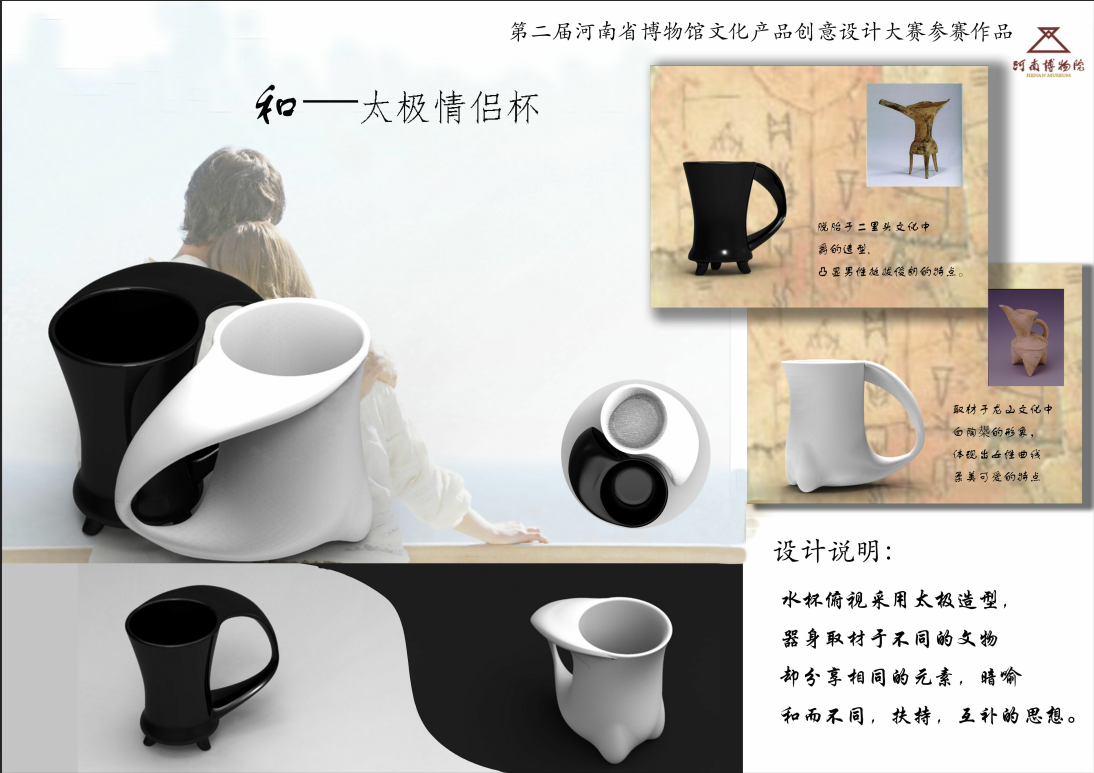 第二届河南省博物馆文化产品创意设计大赛参赛作品
河南博物院
HENAN MUSEUM
和——太极情侣杯
脱胎于二里头文化中
爵的造型，
凸显男性挺拔俊朗的特点。
取材于龙山文化中
白陶鬶的形象，
体现出女性曲线
柔美可爱的特点
设计说明：
水杯俯视采用太极造型，
器身取材于不同的文物
却分享相同的元素，暗喻
和而不同，扶持，互补的思想。